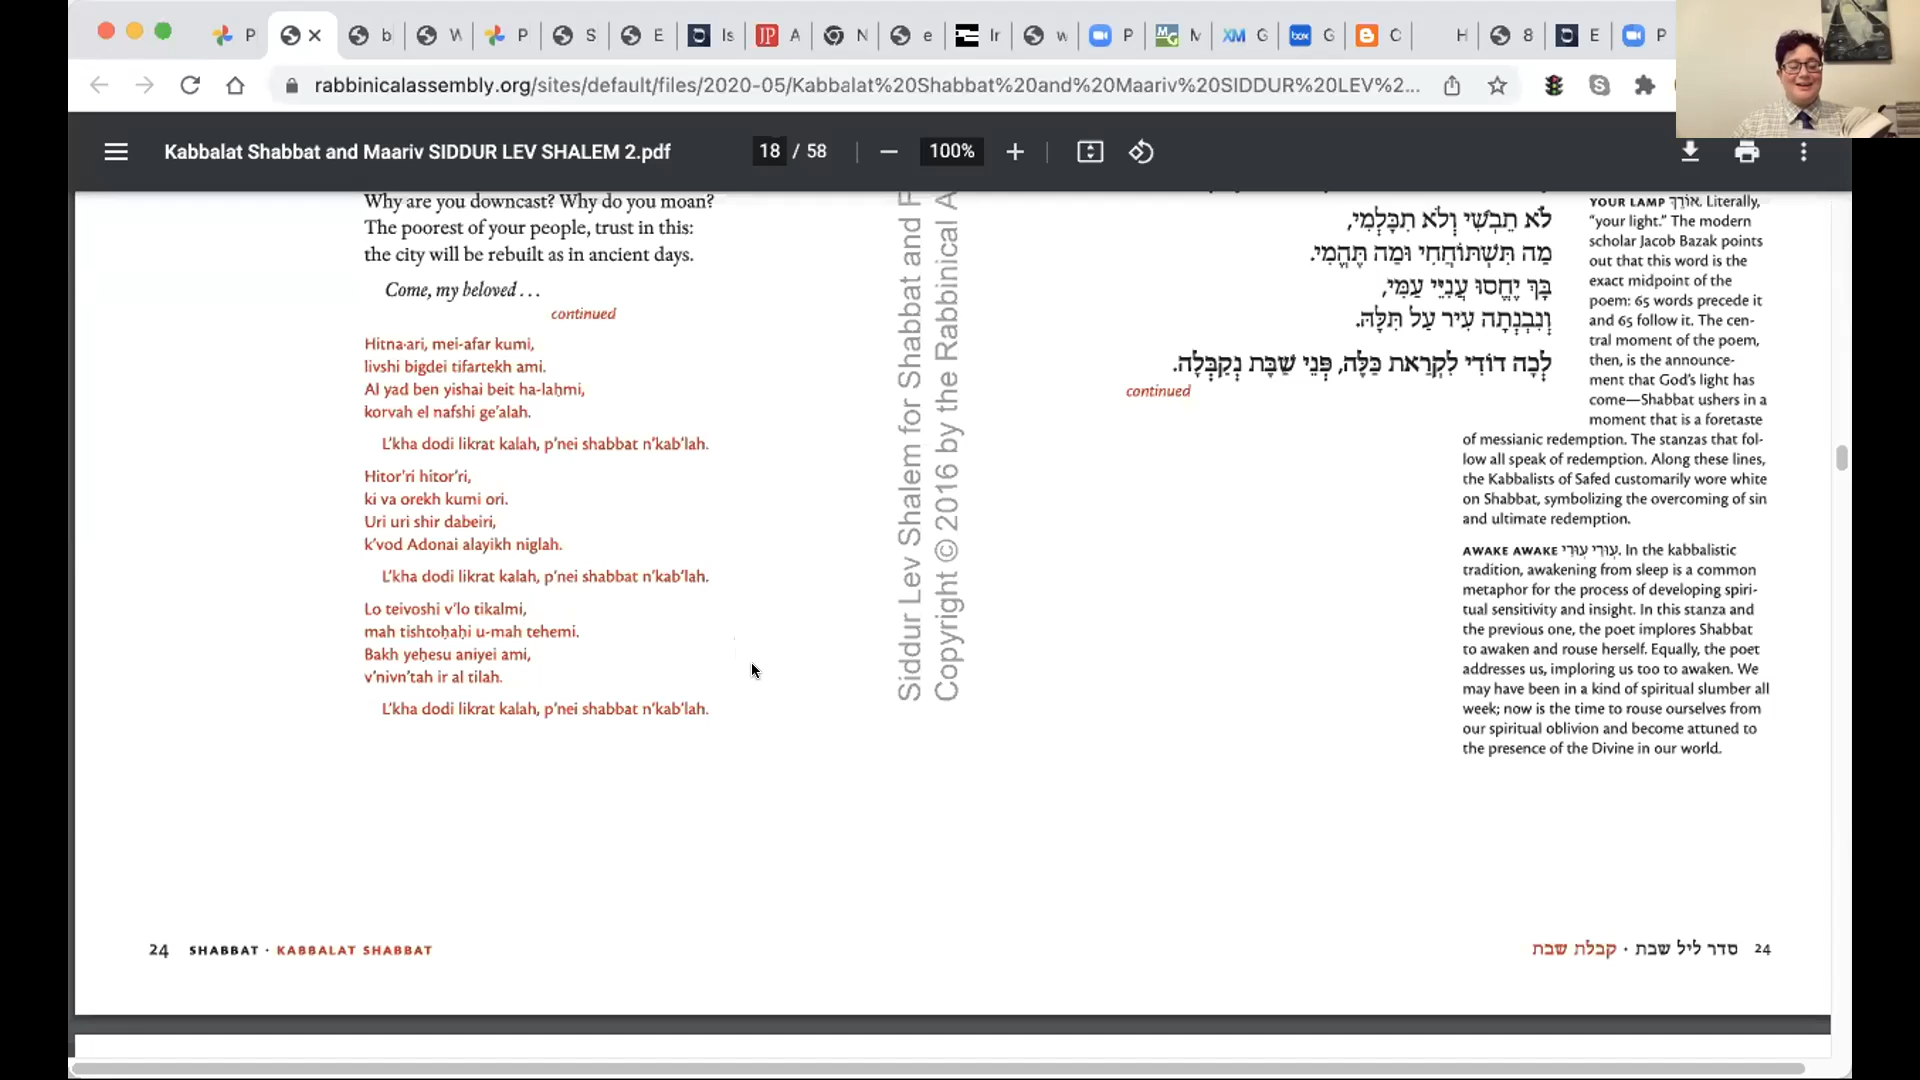 P
b
W
P
S
E
Is
A
N
e
Ir
w
P
M
G
G
C
H
8
E
P
rabbinicalassembly.org/sites/default/files/2020-05/Kabbalat%20Shabbat%20and%20Maariv%20SIDDUR%20LEV%2...
Kabbalat Shabbat and Maariv SIDDUR LEV SHALEM 2.pdf
18 / 58
100%
Why are you downcast? Why do you moan?
The poorest of your people, trust in this:
the city will be rebuilt as in ancient days.
Come, my beloved . . .
continued
Hitna·ari, mei-afar kumi,
livshi bigdei tifartekh ami.
Al yad ben yishai beit ha-laḥmi,
korvah el nafshi ge'alah.
L'kha dodi likrat kalah, p'nei shabbat n'kab'lah.
Hitor'ri hitor'ri,
ki va orekh kumi ori.
Uri uri shir dabeiri,
k'vod Adonai alayikh niglah.
L'kha dodi likrat kalah, p'nei shabbat n'kab'lah.
Lo teivoshi v'lo tikalmi,
mah tishtoḥaḥi u-mah tehemi.
Bakh yeḥesu aniyei ami,
v'nivn'tah ir al tilah.
L'kha dodi likrat kalah, p'nei shabbat n'kab'lah.
24 SHABBAT · KABBALAT SHABBAT
Siddur Lev Shalem for Shabbat and
Copyright © 2016 by the Rabbinical
לֹא תֵבֽוֹשִׁי וְלֹא תִכָּלְמִי,
מַה תִּשְׁתּוֹחֲחִי וּמַה תֶּהֱמִי.
בָּךְ יֶחֱסוּ עֲנִיֵּי עַמִּי,
וְנִבְנְתָה עִיר עַל תִּלָּהּ.
לְכָה דוֹדִי לִקְרַאת כַּלָּה, פְּנֵי שַׁבָּת נְקַבְּלָה.
continued
YOUR LAMP אוֹרֵךְ. Literally,
“your light.” The modern
scholar Jacob Bazak points
out that this word is the
exact midpoint of the
poem: 65 words precede it
and 65 follow it. The cen-
tral moment of the poem,
then, is the announce-
ment that God's light has
come—Shabbat ushers in a
moment that is a foretaste
of messianic redemption. The stanzas that fol-
low all speak of redemption. Along these lines,
the Kabbalists of Safed customarily wore white
on Shabbat, symbolizing the overcoming of sin
and ultimate redemption.
AWAKE AWAKE עֽוּרִי עֽוּרִי. In the kabbalistic
tradition, awakening from sleep is a common
metaphor for the process of developing spiri-
tual sensitivity and insight. In this stanza and
the previous one, the poet implores Shabbat
to awaken and rouse herself. Equally, the poet
addresses us, imploring us too to awaken. We
may have been in a kind of spiritual slumber all
week; now is the time to rouse ourselves from
our spiritual oblivion and become attuned to
the presence of the Divine in our world.
סדר ליל שבת · קבלת שבת 24